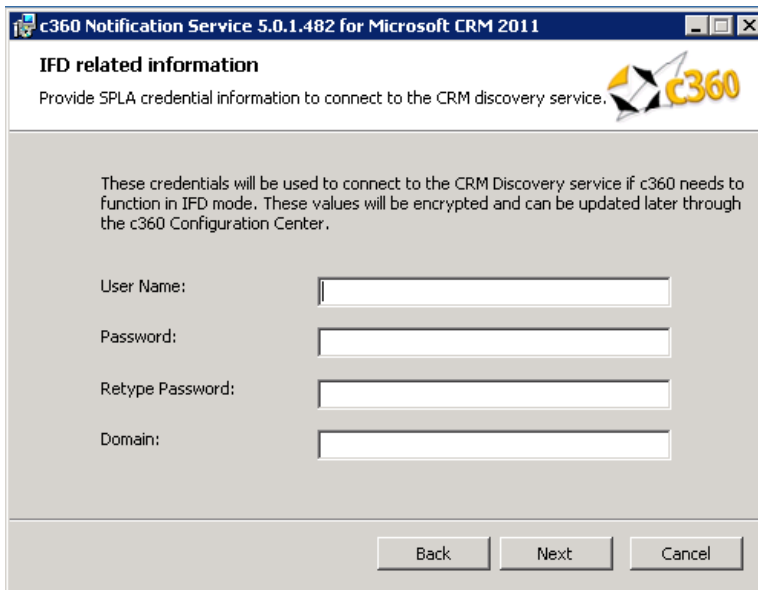 c360 Notification Service 5.0.1.482 for Microsoft CRM 2011
IFD related information
Provide SPLA credential information to connect to the CRM discovery service.
c360
These credentials will be used to connect to the CRM Discovery service if c360 needs to
function in IFD mode. These values will be encrypted and can be updated later through
the c360 Configuration Center.
User Name:
Password:
Retype Password:
Domain:
Back Next Cancel